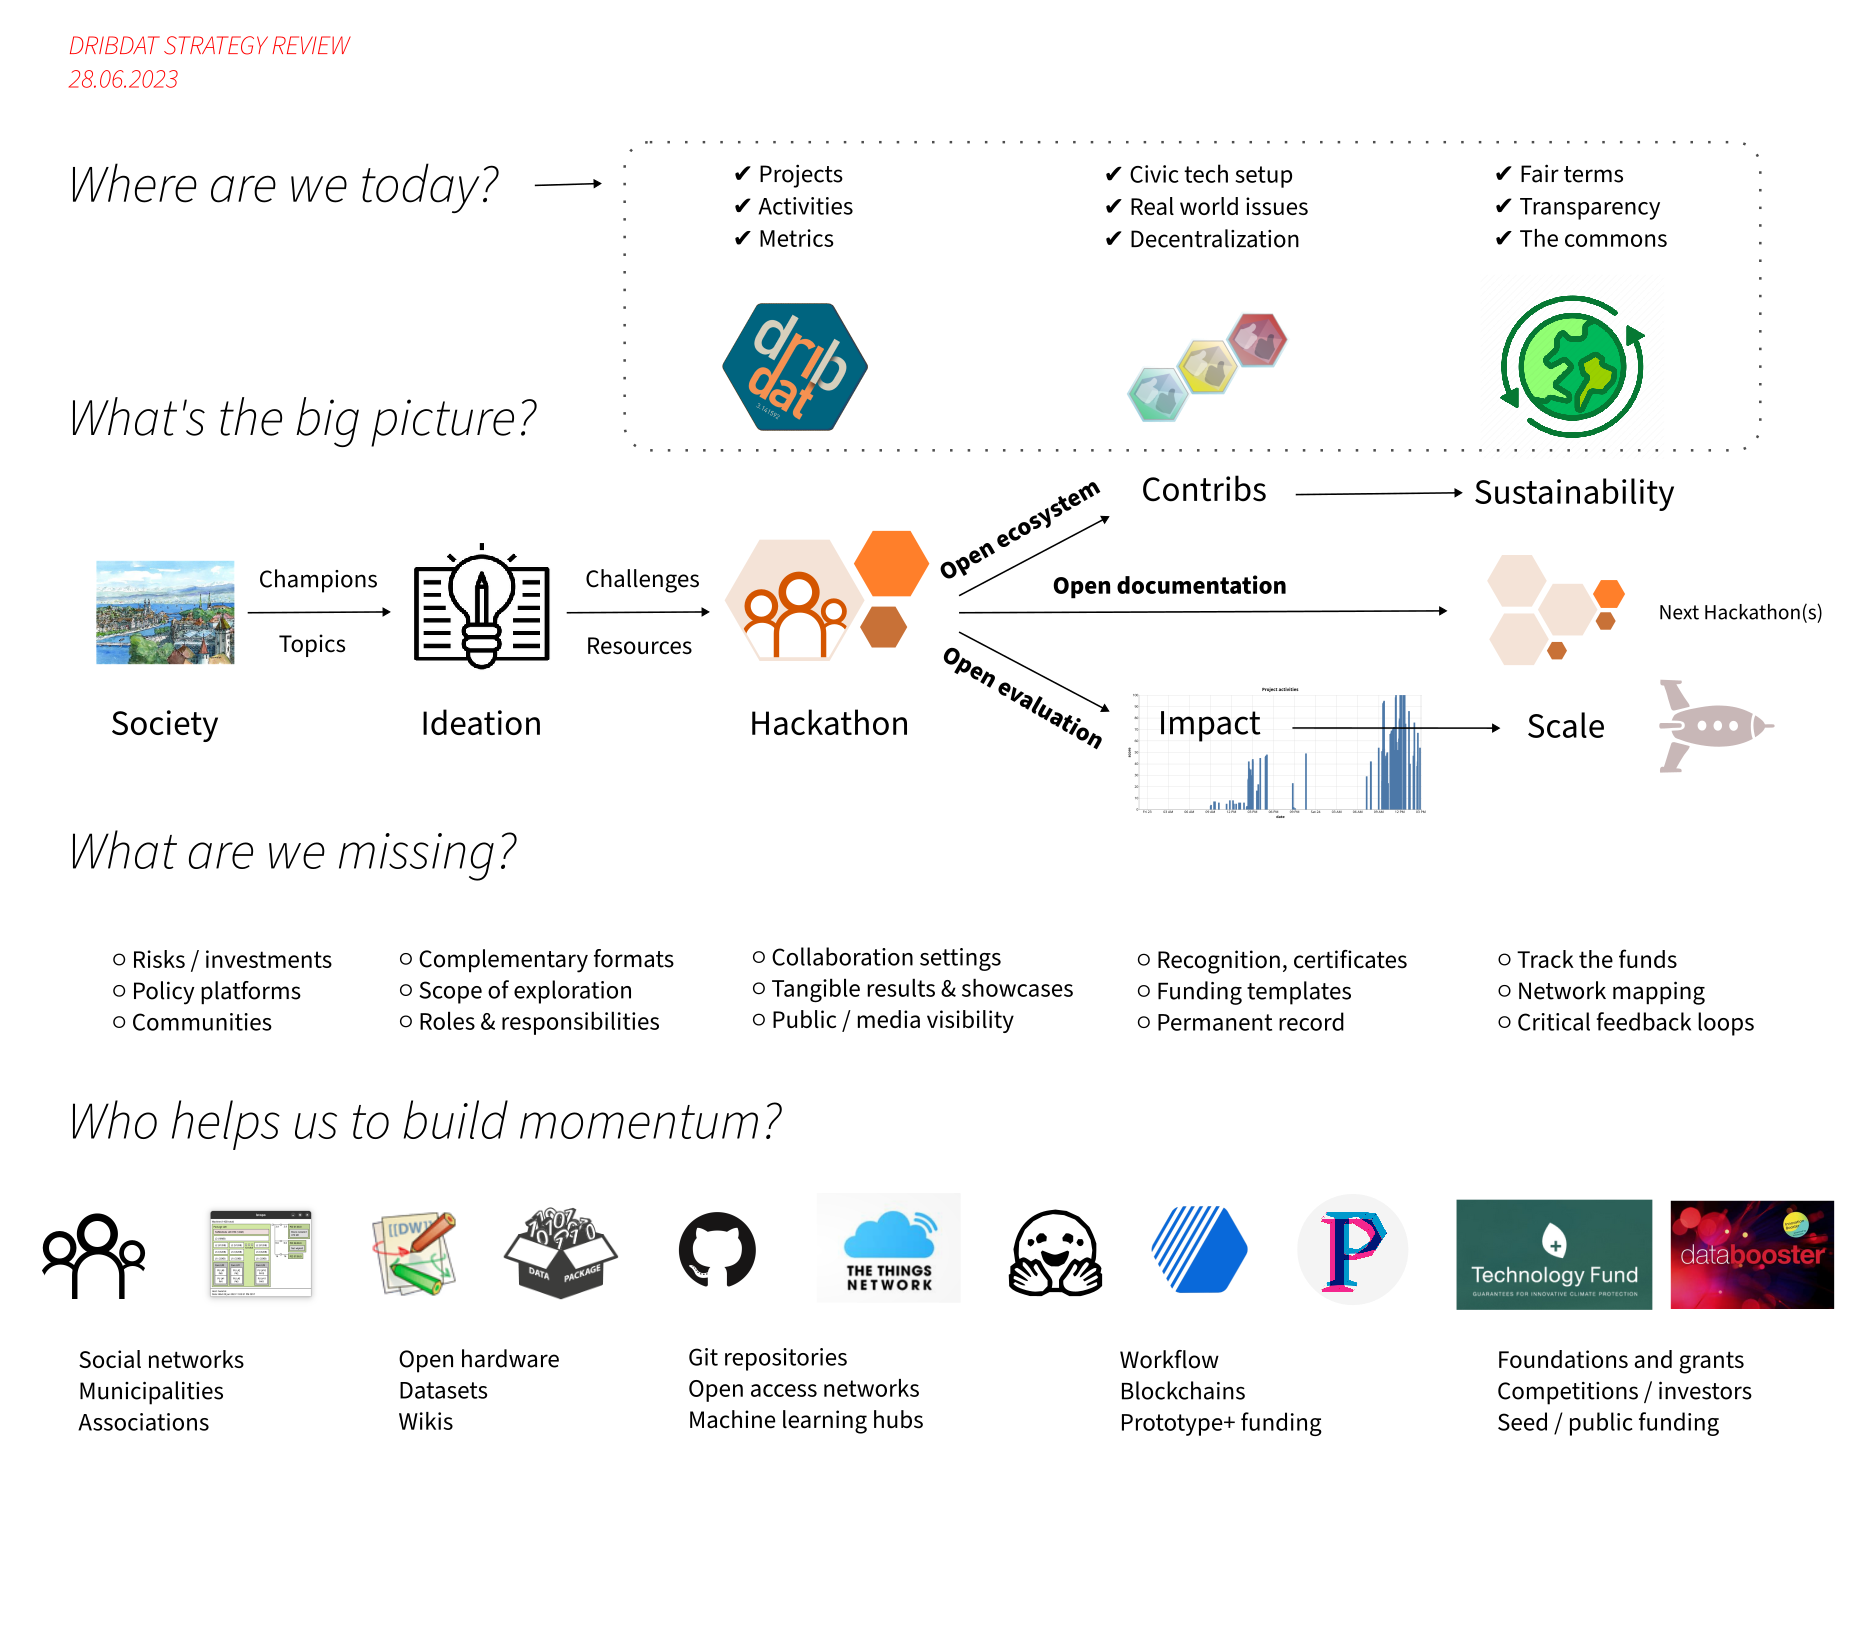 DRIBDAT STRATEGY REVIEW
28.06.2023
Where are we today?
✔ Projects
✔ Activities
✔ Metrics
✔ Civic tech setup
✔ Real world issues
✔ Decentralization
✔ Fair terms
✔ Transparency
✔ The commons
drib
dat
3.141592
What's the big picture?
Society
Champions
Topics
Ideation
Challenges
Resources
Hackathon
Open ecosystem
Contribs
Sustainability
Open documentation
Next Hackathon(s)
Open evaluation
Project activities
Impact
Scale
score
date
What are we missing?
○ Risks / investments
○ Policy platforms
○ Communities
○ Complementary formats
○ Scope of exploration
○ Roles & responsibilities
○ Collaboration settings
○ Tangible results & showcases
○ Public / media visibility
○ Recognition, certificates
○ Funding templates
○ Permanent record
○ Track the funds
○ Network mapping
○ Critical feedback loops
Who helps us to build momentum?
[[DW]]
DATA PACKAGE
THE THINGS
NETWORK
P
Technology Fund
GUARANTEES FOR INNOVATIVE CLIMATE PROTECTION
databooster
Social networks
Municipalities
Associations
Open hardware
Datasets
Wikis
Git repositories
Open access networks
Machine learning hubs
Workflow
Blockchains
Prototype+ funding
Foundations and grants
Competitions / investors
Seed / public funding